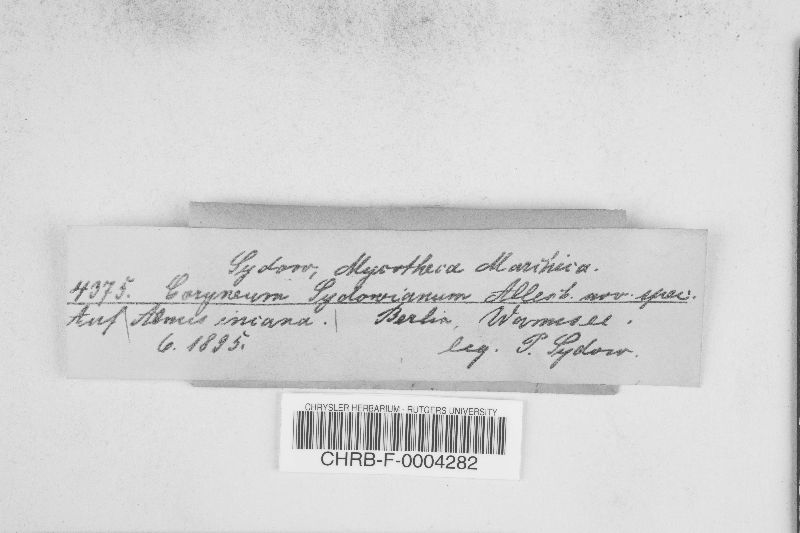 Sydow, Mycotheca Marchica.
4375. Coryneum Sydowianum Allesch. nov. spec.
Auf Alnus incana. Berlin, Wannsee.
6. 1895. leg. P. Sydow.
CHRYSLER HERBARIUM - RUTGERS UNIVERSITY
CHRB-F-0004282